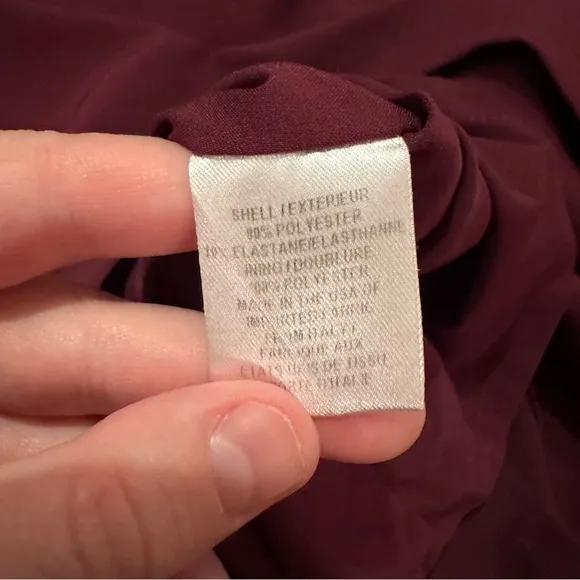 SHELL / EXTERIEUR
90% POLYESTER
10% ELASTANE/ELASTHANNE
LINING / DOUBLURE
100% POLYESTER
MADE IN THE USA OF
IMPORTED FABRIC
FABRIQUE AUX
ETATS UNIS DE TISSU